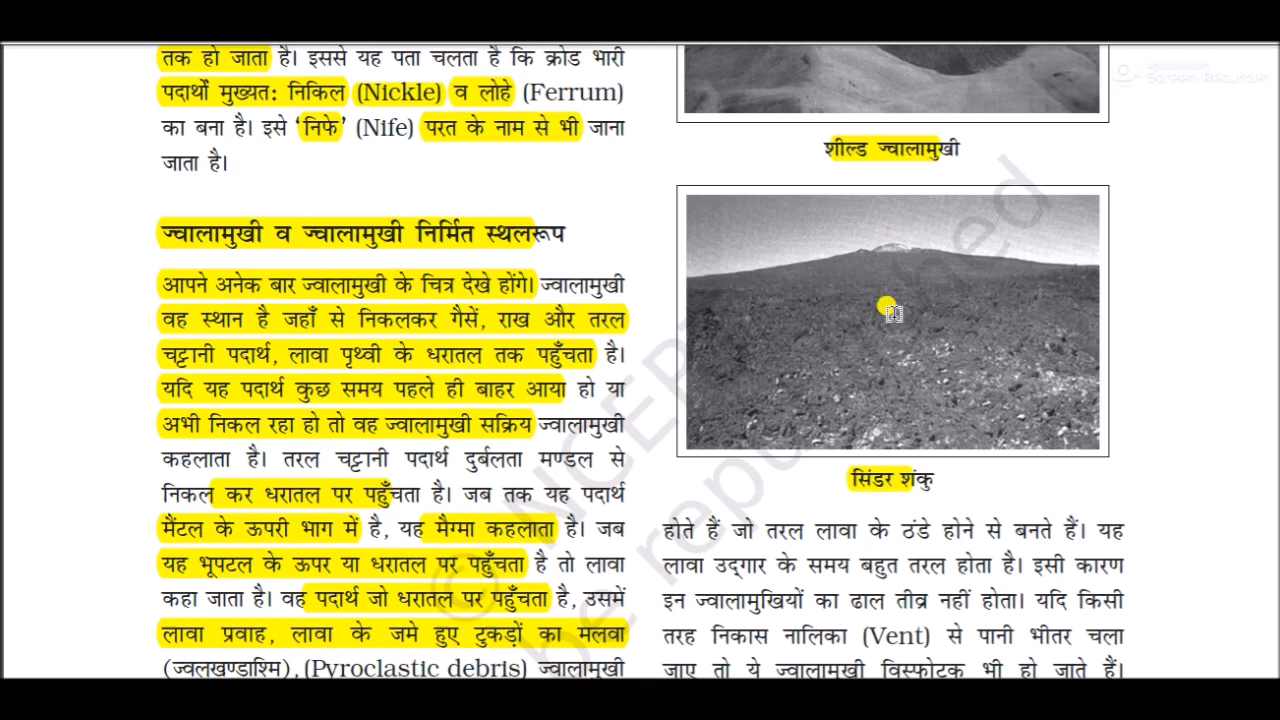 तक हो जाता है। इससे यह पता चलता है कि क्रोड भारी
पदार्थों मुख्यतः निकिल (Nickle) व लोहे (Ferrum)
का बना है। इसे ‘निफे’ (Nife) परत के नाम से भी जाना
जाता है।
ज्वालामुखी व ज्वालामुखी निर्मित स्थलरूप
आपने अनेक बार ज्वालामुखी के चित्र देखे होंगे। ज्वालामुखी
वह स्थान है जहाँ से निकलकर गैसें, राख और तरल
चट्टानी पदार्थ, लावा पृथ्वी के धरातल तक पहुँचता है।
यदि यह पदार्थ कुछ समय पहले ही बाहर आया हो या
अभी निकल रहा हो तो वह ज्वालामुखी सक्रिय ज्वालामुखी
कहलाता है। तरल चट्टानी पदार्थ दुर्बलता मण्डल से
निकल कर धरातल पर पहुँचता है। जब तक यह पदार्थ
मैंटल के ऊपरी भाग में है, यह मैग्मा कहलाता है। जब
यह भूपटल के ऊपर या धरातल पर पहुँचता है तो लावा
कहा जाता है। वह पदार्थ जो धरातल पर पहुँचता है, उसमें
लावा प्रवाह, लावा के जमे हुए टुकड़ों का मलवा
(ज्वलखण्डाश्मि), (Pyroclastic debris) ज्वालामुखी
शील्ड ज्वालामुखी
सिंडर शंकु
होते हैं जो तरल लावा के ठंडे होने से बनते हैं। यह
लावा उद्गार के समय बहुत तरल होता है। इसी कारण
इन ज्वालामुखियों का ढाल तीव्र नहीं होता। यदि किसी
तरह निकास नालिका (Vent) से पानी भीतर चला
जाए तो ये ज्वालामुखी विस्फोटक भी हो जाते हैं।
Screen Recorder
© NCERT
be republished